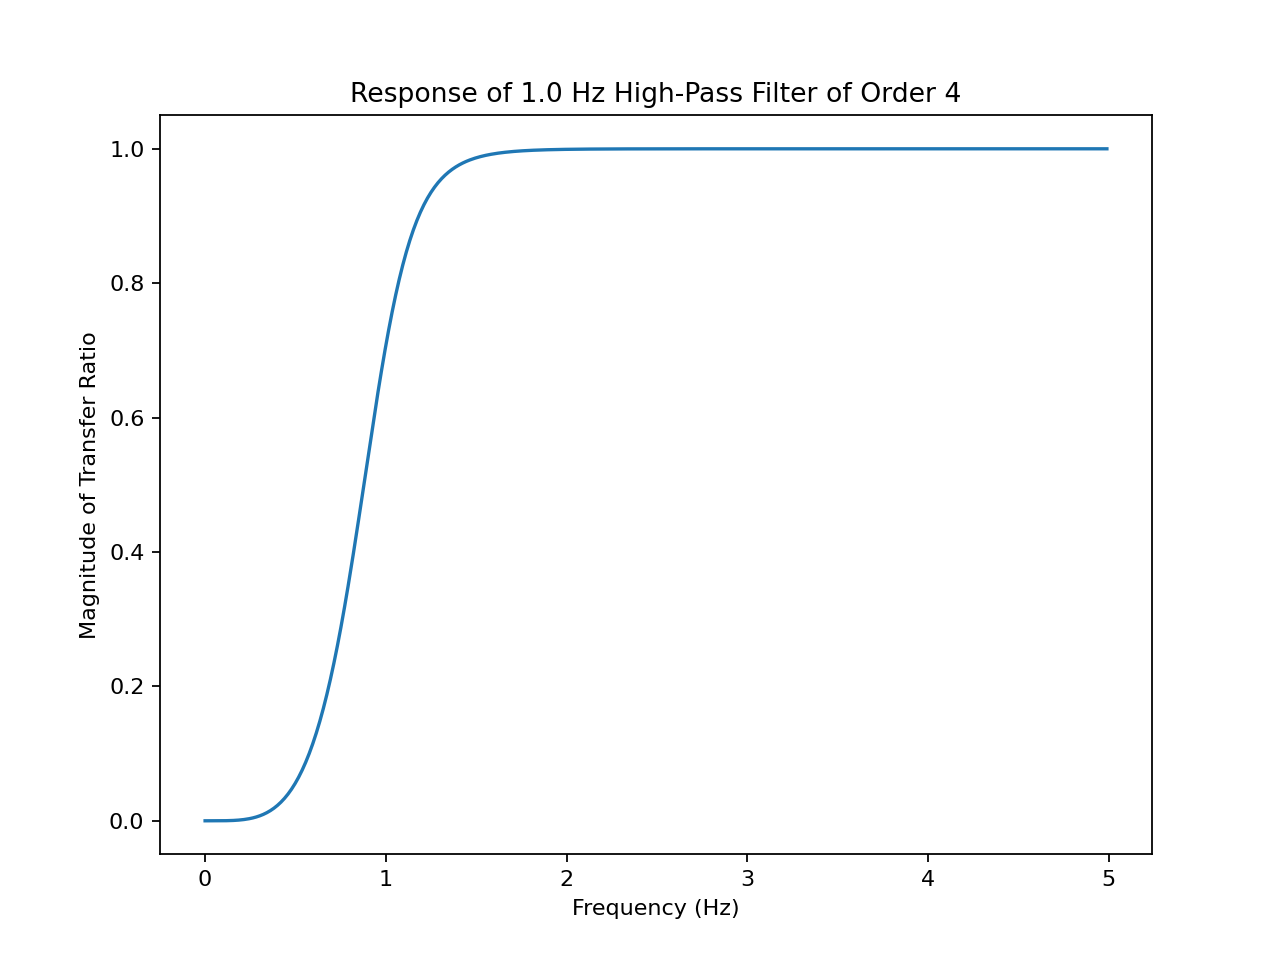 Response of 1.0 Hz High-Pass Filter of Order 4
Magnitude of Transfer Ratio
1.0
0.8
0.6
0.4
0.2
0.0
0 1 2 3 4 5
Frequency (Hz)